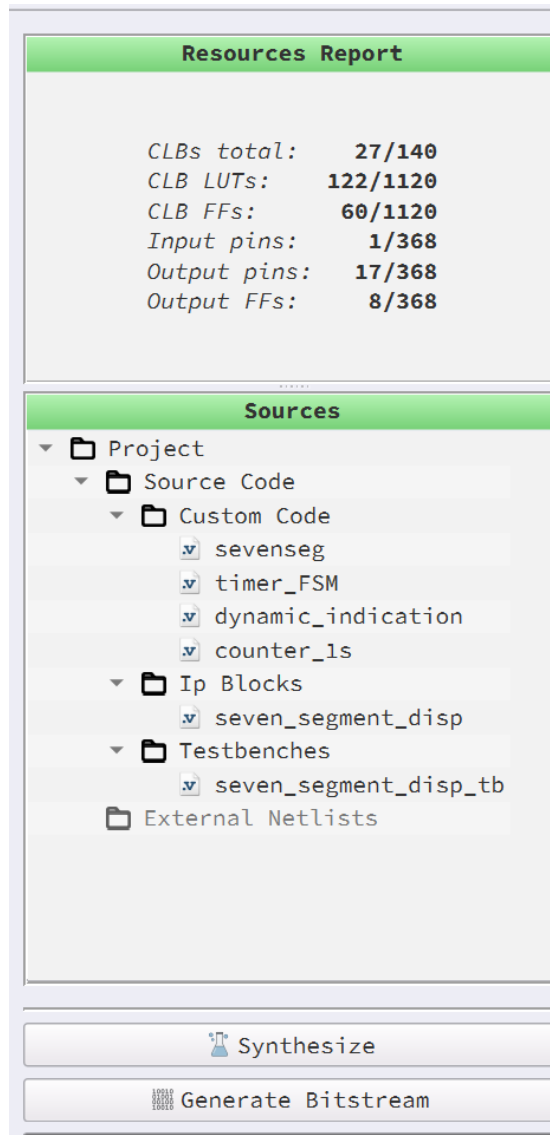 Resources Report
CLBs total: 27/140
CLB LUTs: 122/1120
CLB FFs: 60/1120
Input pins: 1/368
Output pins: 17/368
Output FFs: 8/368
Sources
Project
Source Code
Custom Code
.v sevenseg
.v timer_FSM
.v dynamic_indication
.v counter_1s
Ip Blocks
.v seven_segment_disp
Testbenches
.v seven_segment_disp_tb
External Netlists
Synthesize
Generate Bitstream